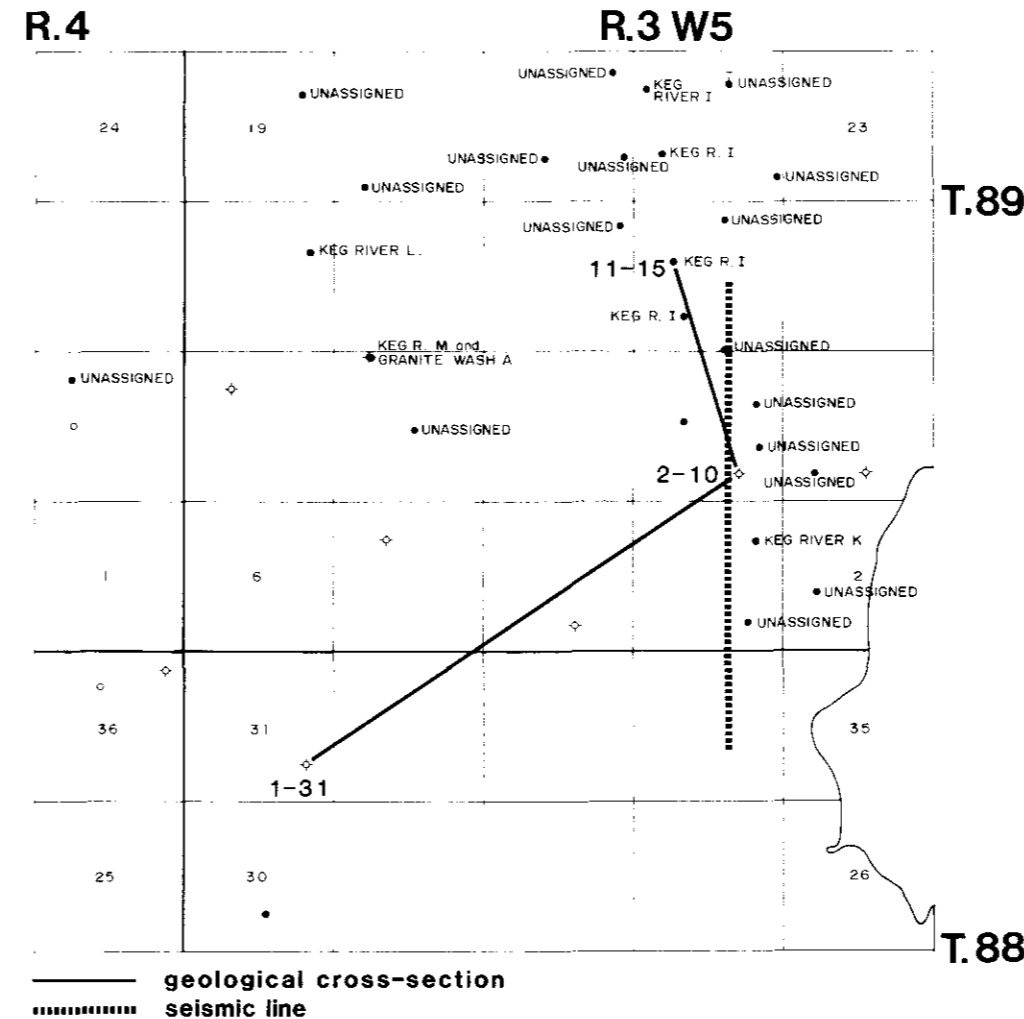 R.4
R.3 W5
UNASSIGNED
KEG
RIVER I
UNASSIGNED
UNASSIGNED
24
19
23
UNASSIGNED
UNASSIGNED
KEG R. I
UNASSIGNED
UNASSIGNED
T.89
UNASSIGNED
UNASSIGNED
KEG RIVER L.
11-15
KEG R. I
KEG R. I
KEG R. M and
GRANITE WASH A
UNASSIGNED
UNASSIGNED
UNASSIGNED
UNASSIGNED
UNASSIGNED
2-10
UNASSIGNED
KEG RIVER K
1
6
2
UNASSIGNED
UNASSIGNED
36
31
35
1-31
25
30
26
T.88
geological cross-section
seismic line